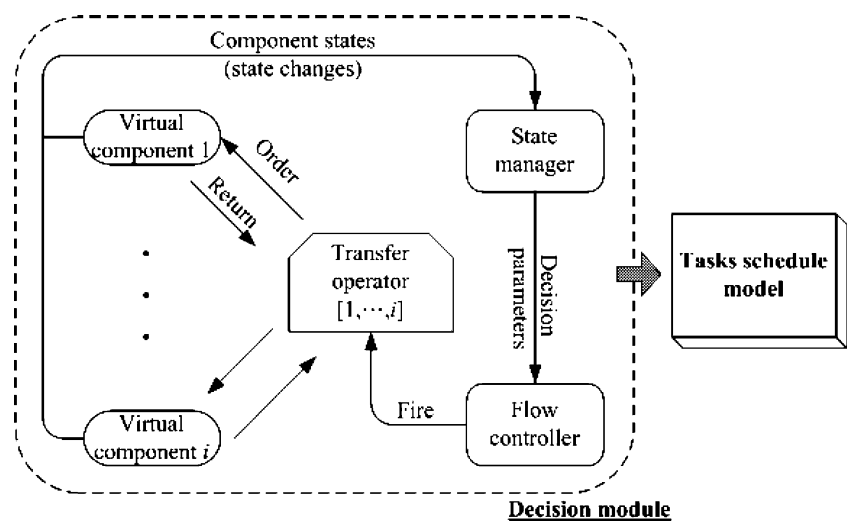 Component states
(state changes)
Virtual
component 1
Order
Return
State
manager
Transfer
operator
[1,⋯,i]
Decision
parameters
Tasks schedule
model
Virtual
component i
Fire
Flow
controller
Decision module